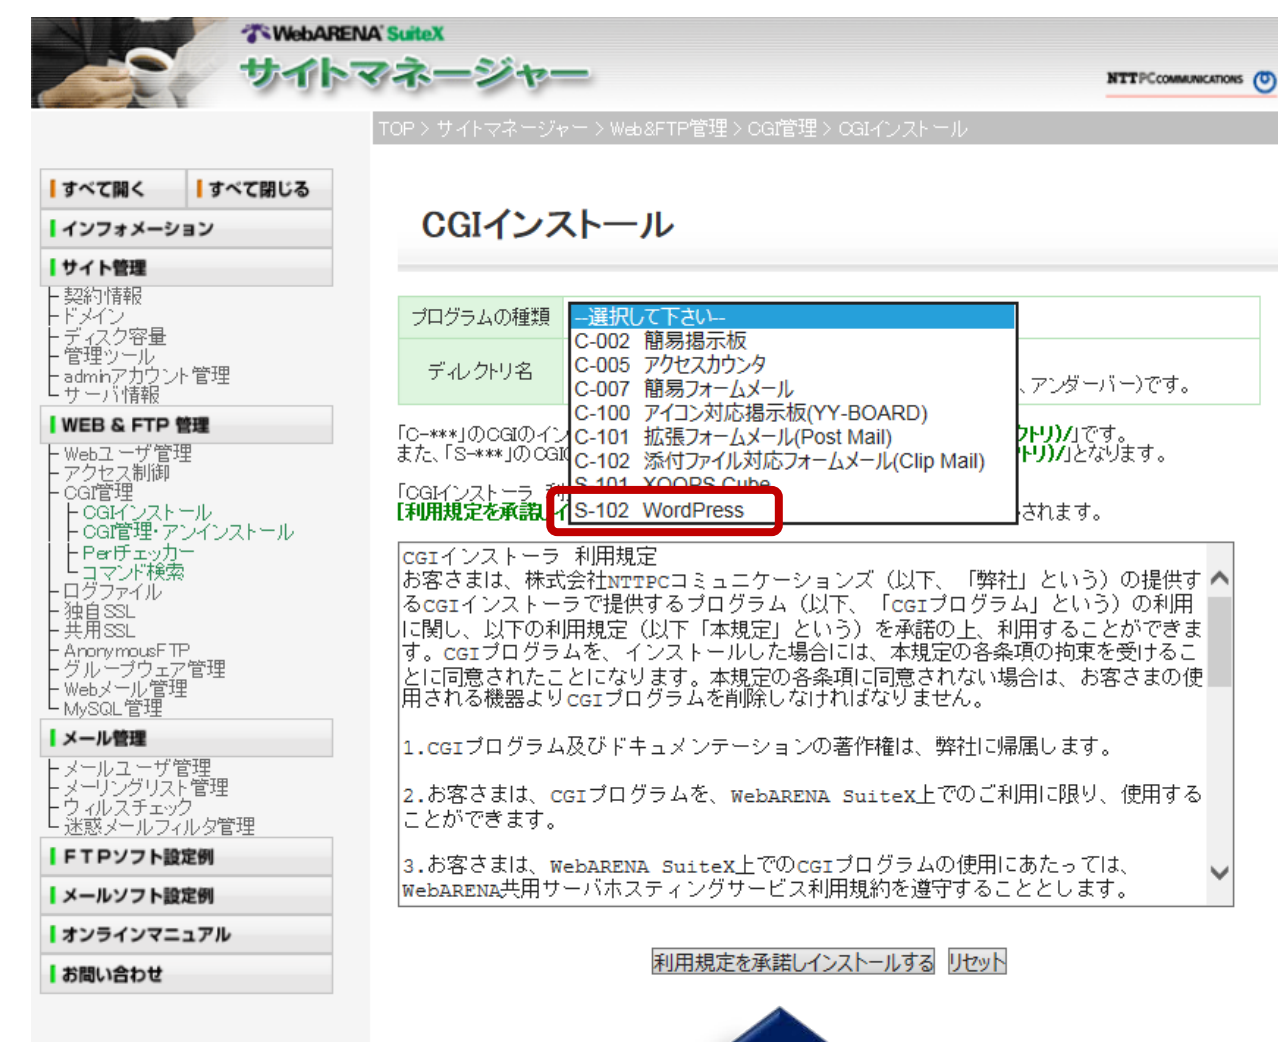 WebARENA SuiteX
サイトマネージャー
NTTPCCOMMUNICATIONS
TOP > サイトマネージャー > Web&FTP管理 > CGI管理 > CGIインストール
すべて開く
すべて閉じる
インフォメーション
サイト管理
契約情報
ドメイン
ディスク容量
管理ツール
adminアカウント管理
サーバ情報
WEB & FTP 管理
Webユーザ管理
アクセス制御
CGI管理
CGIインストール
CGI管理・アンインストール
Perlチェッカー
コマンド検索
ログファイル
独自SSL
共用SSL
AnonymousFTP
グループウェア管理
Webメール管理
MySQL管理
メール管理
メールユーザ管理
メーリングリスト管理
ウィルスチェック
迷惑メールフィルタ管理
FTPソフト設定例
メールソフト設定例
オンラインマニュアル
お問い合わせ
CGIインストール
プログラムの種類
--選択して下さい--
C-002 簡易掲示板
C-005 アクセスカウンタ
C-007 簡易フォームメール
C-100 アイコン対応掲示板(YY-BOARD)
C-101 拡張フォームメール(Post Mail)
C-102 添付ファイル対応フォームメール(Clip Mail)
S-101 XOOPS Cube
S-102 WordPress
ディレクトリ名
、アンダーバー)です。
「C-***」のCGIのイン
クトリ)/」です。
また、「S-***」のCGI
トリ)/」となります。
「CGIインストーラ 利
[利用規定を承諾しイ
されます。
CGIインストーラ 利用規定
お客さまは、株式会社NTTPCコミュニケーションズ（以下、「弊社」という）の提供す
るCGIインストーラで提供するプログラム（以下、「CGIプログラム」という）の利用
に関し、以下の利用規定（以下「本規定」という）を承諾の上、利用することができま
す。CGIプログラムを、インストールした場合には、本規定の各条項の拘束を受けるこ
とに同意されたことになります。本規定の各条項に同意されない場合は、お客さまの使
用される機器よりCGIプログラムを削除しなければなりません。
1.CGIプログラム及びドキュメンテーションの著作権は、弊社に帰属します。
2.お客さまは、CGIプログラムを、WebARENA SuiteX上でのご利用に限り、使用する
ことができます。
3.お客さまは、WebARENA SuiteX上でのCGIプログラムの使用にあたっては、
WebARENA共用サーバホスティングサービス利用規約を遵守することとします。
利用規定を承諾しインストールする
リセット